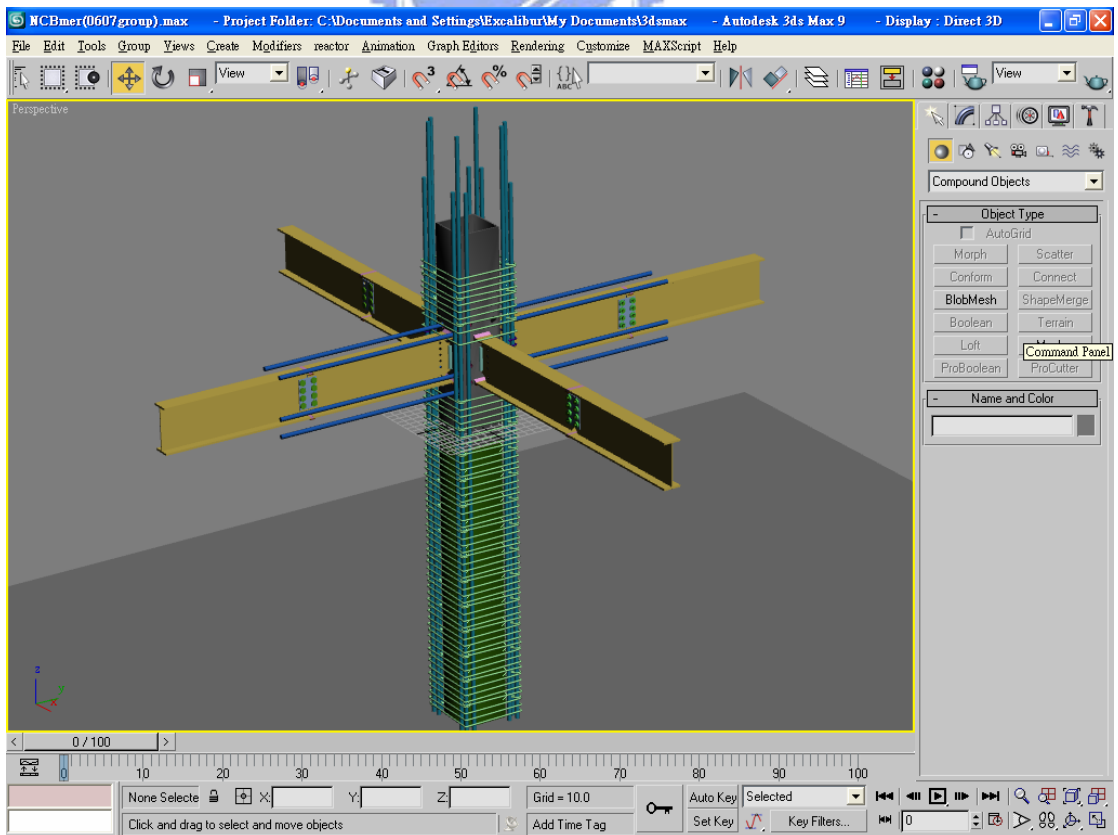 NCBmer(0607group).max - Project Folder: C:\Documents and Settings\Excalibur\My Documents\3dsmax - Autodesk 3ds Max 9 - Display : Direct 3D
File Edit Tools Group Views Create Modifiers reactor Animation Graph Editors Rendering Customize MAXScript Help
View 3 % ABC View
Perspective
Compound Objects
- Object Type
AutoGrid
Morph Scatter
Conform Connect
BlobMesh ShapeMerge
Boolean Terrain
Loft
Command Panel
ProBoolean ProCutter
- Name and Color
z
x
< 0 / 100 >
0 10 20 30 40 50 60 70 80 90 100
None Selecte X: Y: Z: Grid = 10.0 Auto Key Selected
Click and drag to select and move objects Add Time Tag Set Key Key Filters... 0